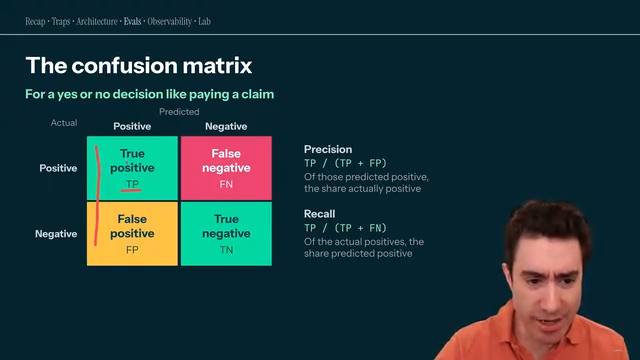 Recap • Traps • Architecture • Evals • Observability • Lab
The confusion matrix
For a yes or no decision like paying a claim
Predicted
Actual
Positive
Negative
Positive
True
positive
TP
False
negative
FN
Negative
False
positive
FP
True
negative
TN
Precision
TP / (TP + FP)
Of those predicted positive,
the share actually positive
Recall
TP / (TP + FN)
Of the actual positives, the
share predicted positive